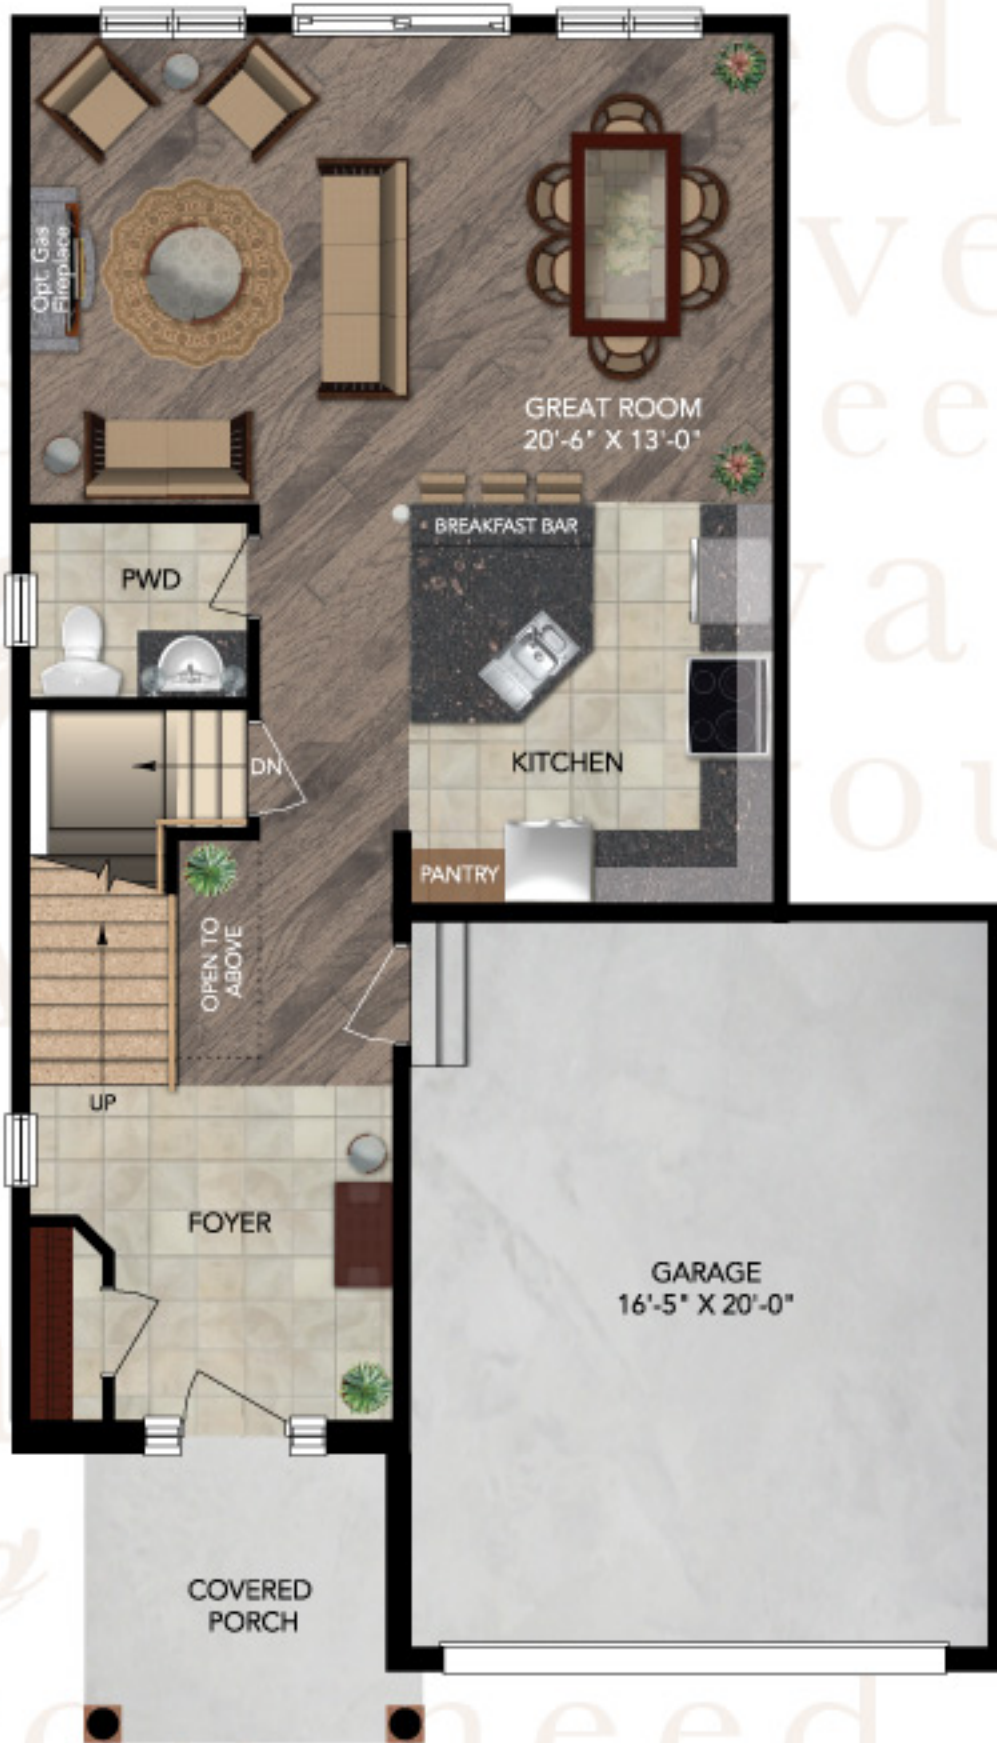 Opt. Gas
Fireplace
GREAT ROOM
20'-6" X 13'-0"
BREAKFAST BAR
PWD
KITCHEN
DN
PANTRY
OPEN TO
ABOVE
UP
FOYER
GARAGE
16'-5" X 20'-0"
COVERED
PORCH
need